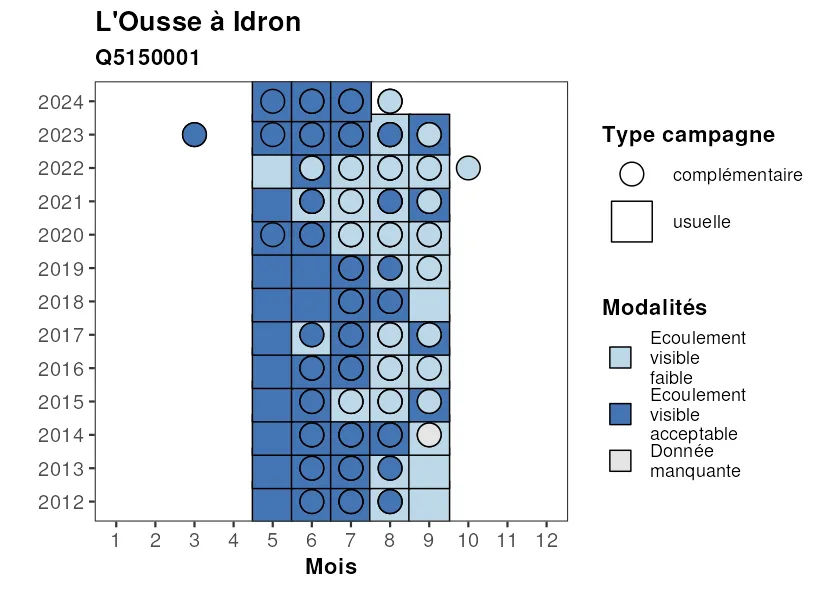 L'Ousse à Idron
Q5150001
2024
2023
2022
2021
2020
2019
2018
2017
2016
2015
2014
2013
2012
1 2 3 4 5 6 7 8 9 10 11 12
Mois
Type campagne
complémentaire
usuelle
Modalités
Ecoulement
visible
faible
Ecoulement
visible
acceptable
Donnée
manquante